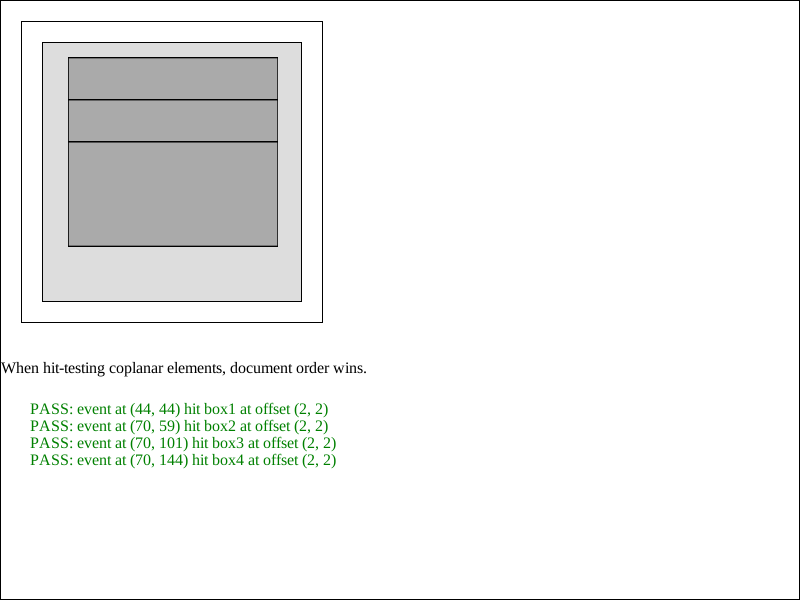 When hit-testing coplanar elements, document order wins.
PASS: event at (44, 44) hit box1 at offset (2, 2)
PASS: event at (70, 59) hit box2 at offset (2, 2)
PASS: event at (70, 101) hit box3 at offset (2, 2)
PASS: event at (70, 144) hit box4 at offset (2, 2)